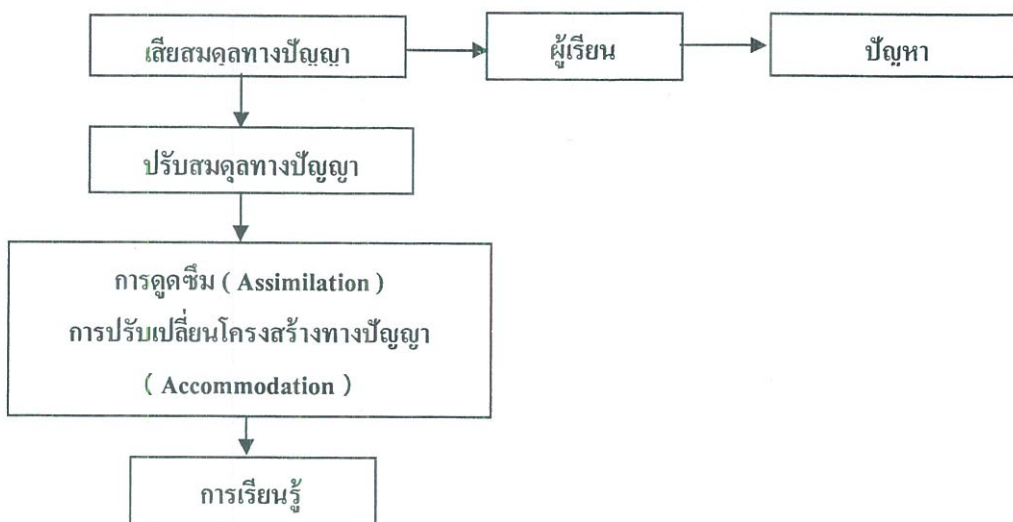 เสียสมดุลทางปัญญา
ผู้เรียน
ปัญหา
ปรับสมดุลทางปัญญา
การดูดซึม ( Assimilation )
การปรับเปลี่ยนโครงสร้างทางปัญญา
( Accommodation )
การเรียนรู้